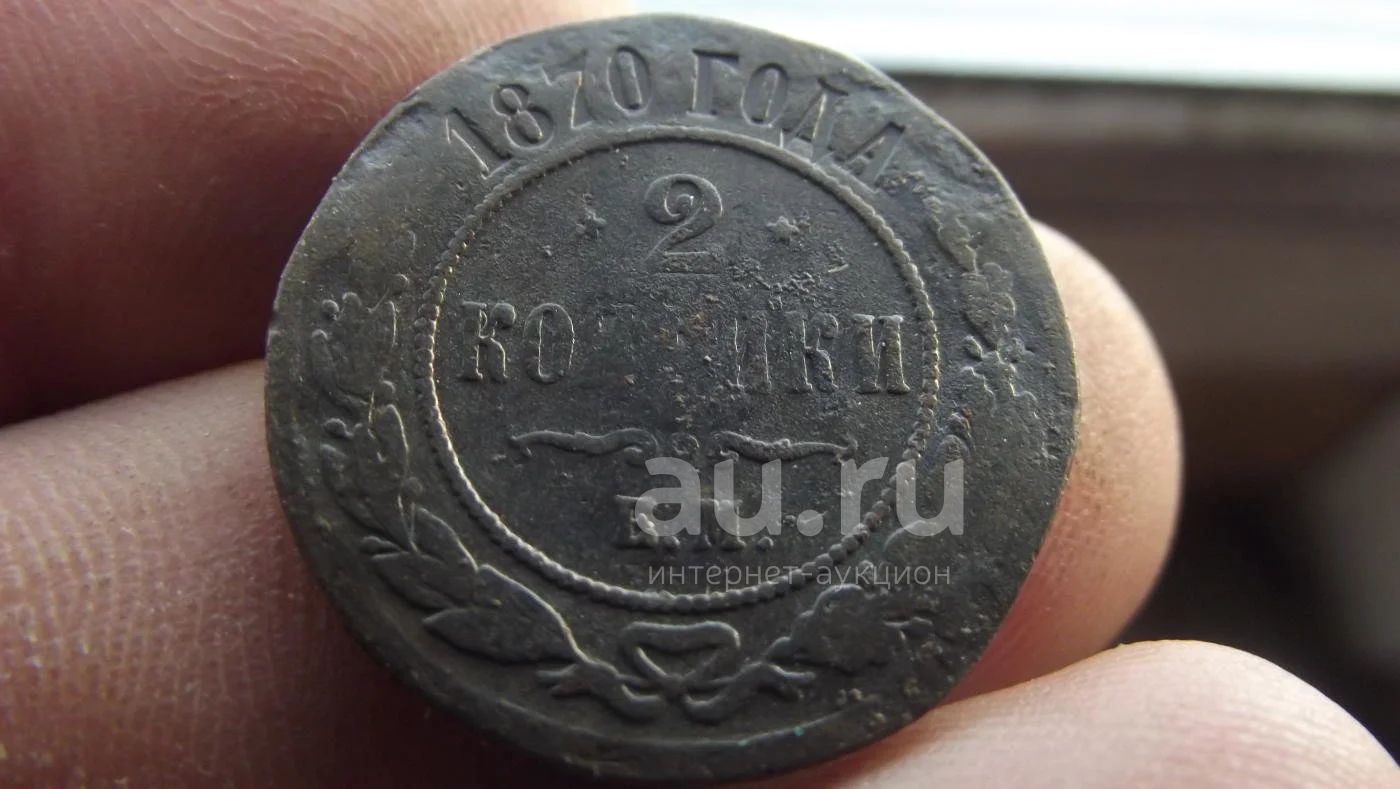 1870 ГОДА
2
КОПѢЙКИ
Е.М.
au.ru
интернет-аукцион